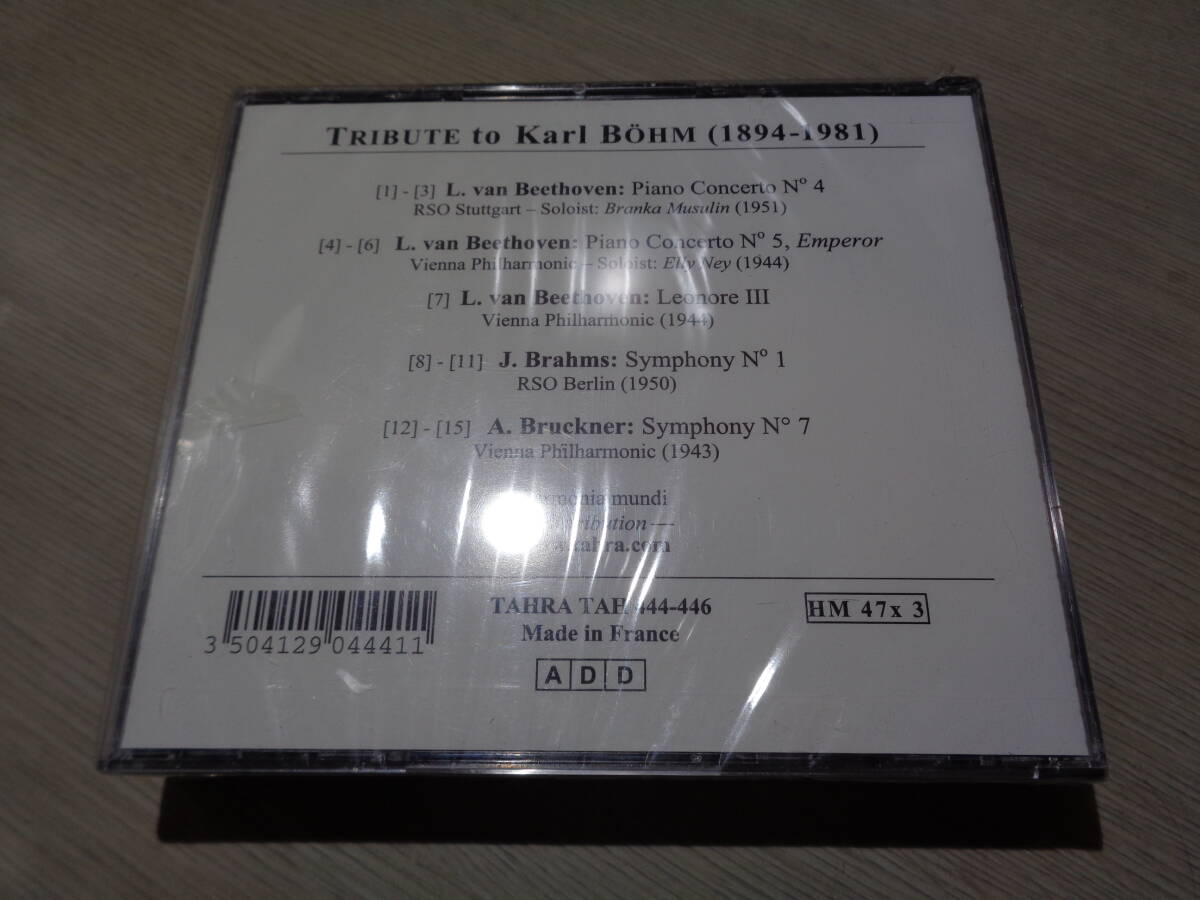 TRIBUTE to Karl BÖHM (1894-1981)
[1] - [3] L. van Beethoven: Piano Concerto Nº 4
RSO Stuttgart – Soloist: Branka Musulin (1951)
[4] - [6] L. van Beethoven: Piano Concerto Nº 5, Emperor
Vienna Philharmonic – Soloist: Elly Ney (1944)
[7] L. van Beethoven: Leonore III
Vienna Philharmonic (1944)
[8] - [11] J. Brahms: Symphony Nº 1
RSO Berlin (1950)
[12] - [15] A. Bruckner: Symphony N° 7
Vienna Philharmonic (1943)
mundi
TAHRA TAH 444-446
HM 47x 3
Made in France
3 504129 044411
A D D